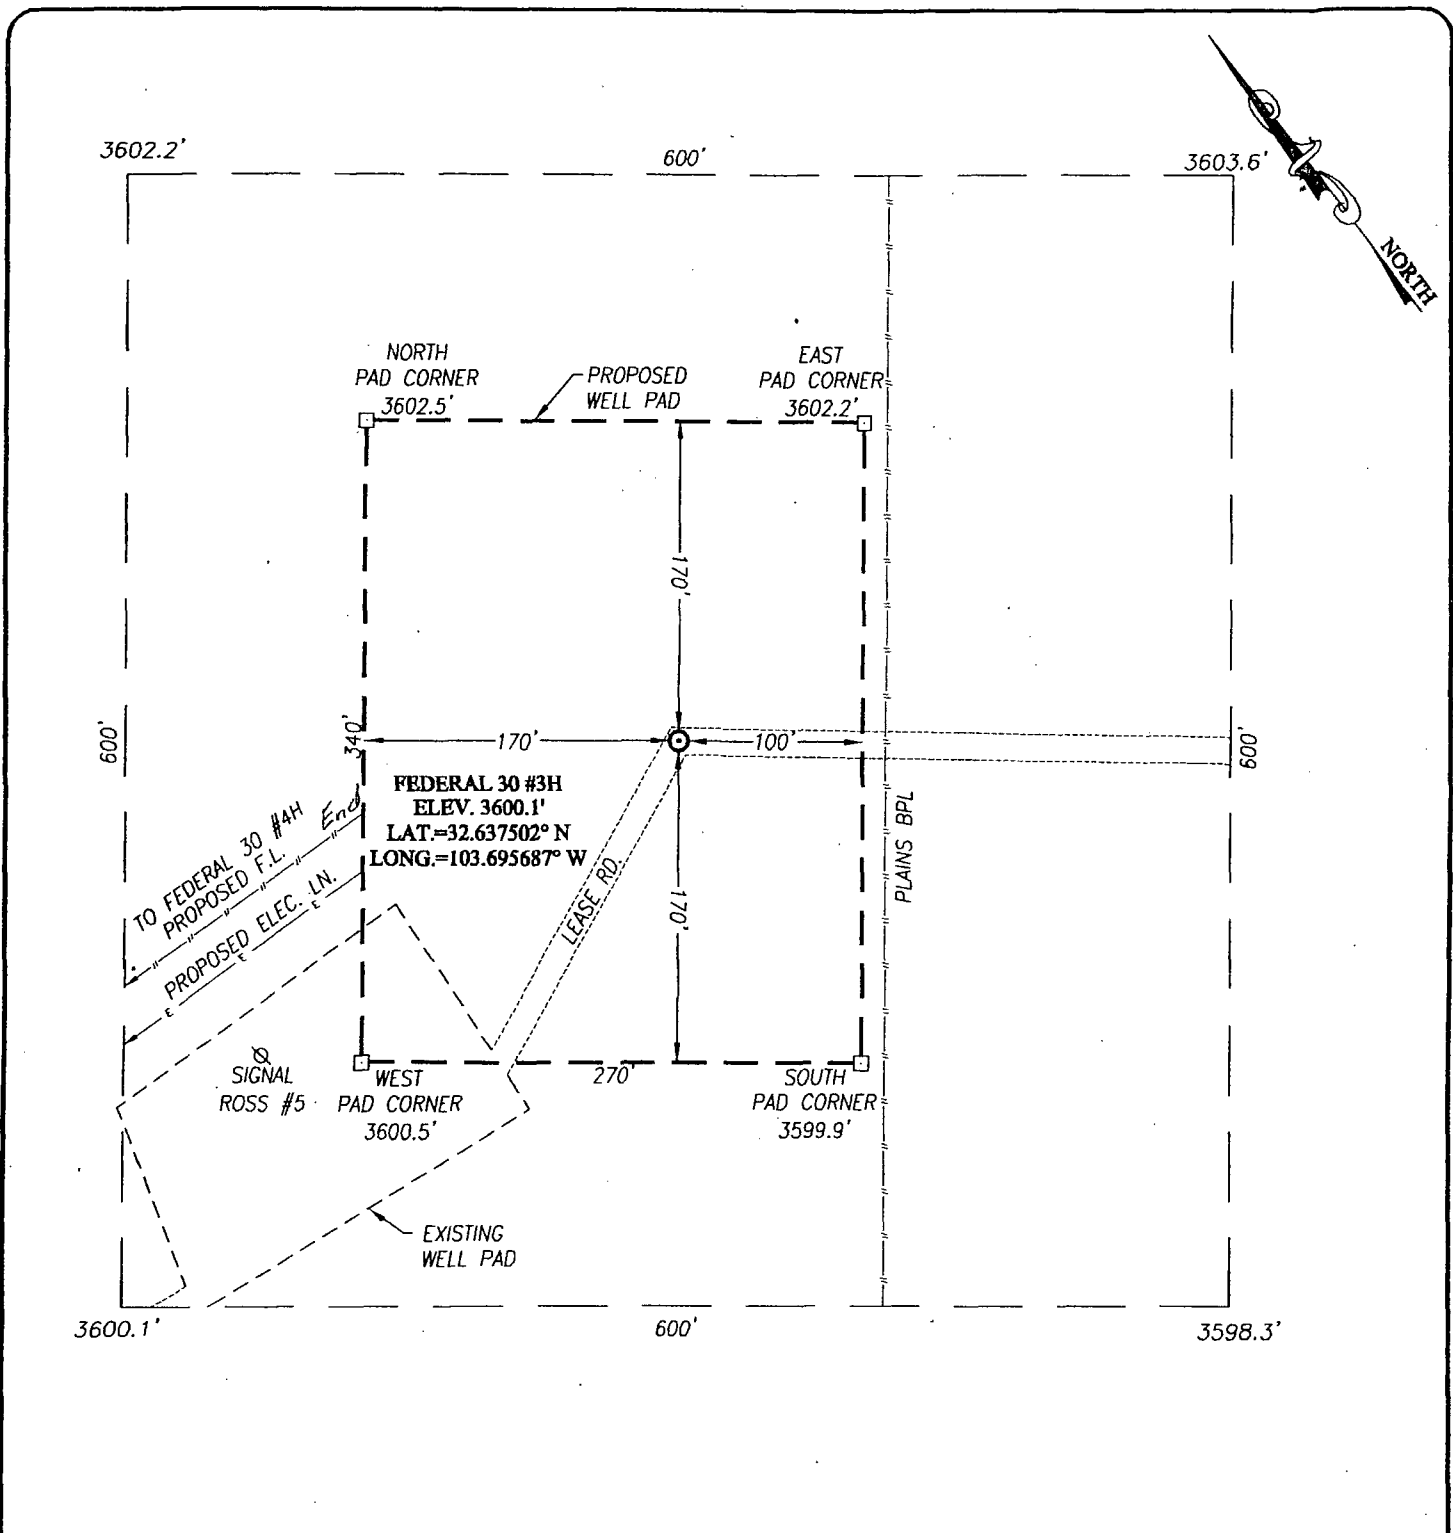 3602.2'
600'
3603.6'
NORTH
NORTH
PAD CORNER
3602.5'
PROPOSED
WELL PAD
EAST
PAD CORNER
3602.2'
170'
600'
340'
170'
100'
600'
FEDERAL 30 #3H
ELEV. 3600.1'
LAT.=32.637502° N
LONG.=103.695687° W
TO FEDERAL 30 #4H
PROPOSED F.L.
End
PROPOSED ELEC. LN.
LEASE RD.
170'
PLAINS BPL
SIGNAL
ROSS #5
WEST
PAD CORNER
3600.5'
270'
SOUTH
PAD CORNER
3599.9'
EXISTING
WELL PAD
3600.1'
600'
3598.3'